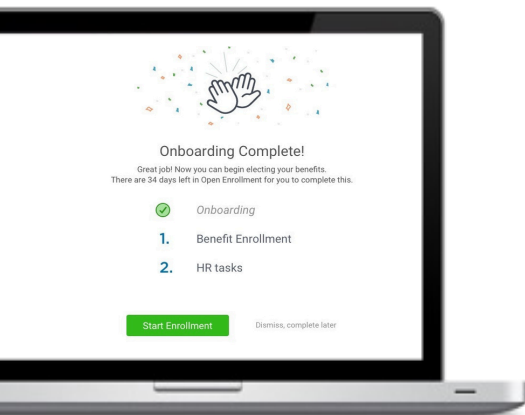 Onboarding Complete!
Great job! Now you can begin electing your benefits.
There are 34 days left in Open Enrollment for you to complete this.
Onboarding
1. Benefit Enrollment
2. HR tasks
Start Enrollment Dismiss, complete later